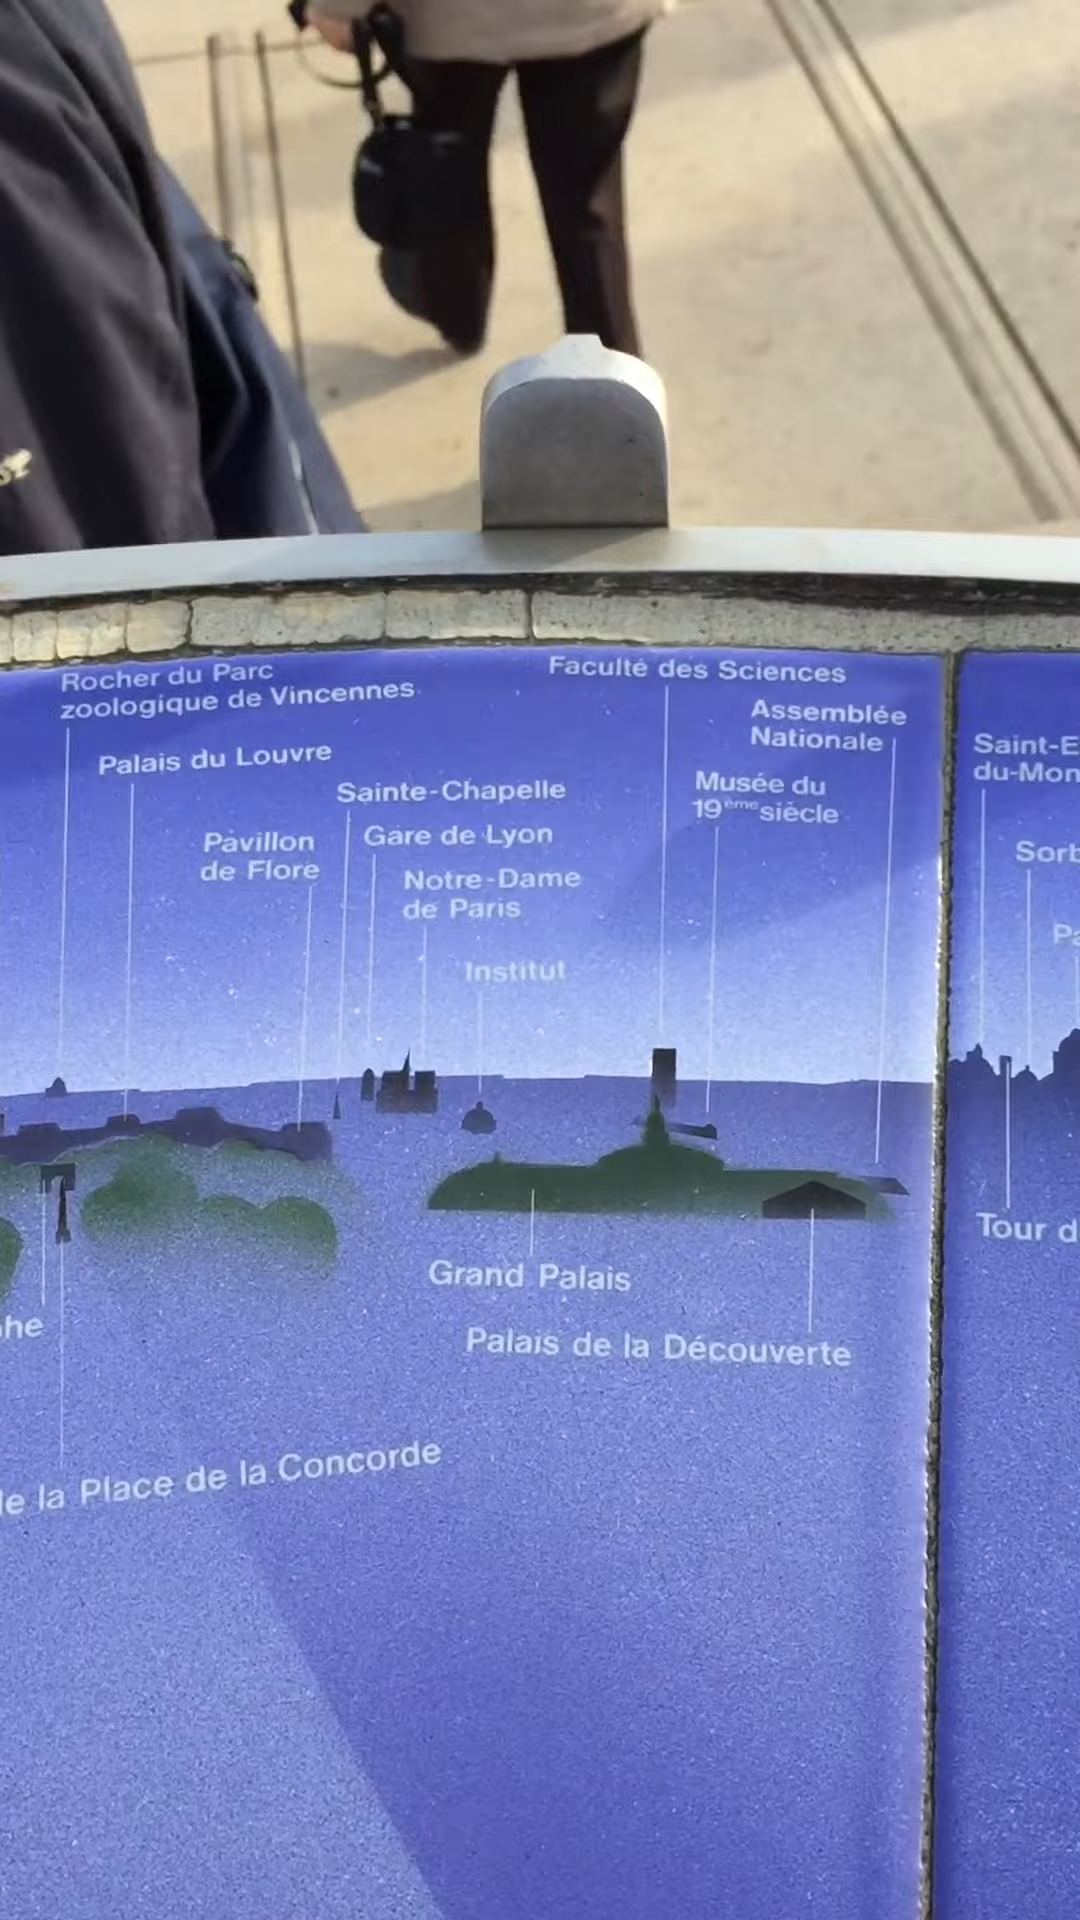 Rocher du Parc
zoologique de Vincennes
Palais du Louvre
Pavillon
de Flore
Sainte-Chapelle
Gare de Lyon
Notre-Dame
de Paris
Institut
Faculté des Sciences
Assemblée
Nationale
Musée du
19ème siècle
Grand Palais
Palais de la Découverte
de la Place de la Concorde
Saint-E
du-Mon
Sorb
Pa
Tour d